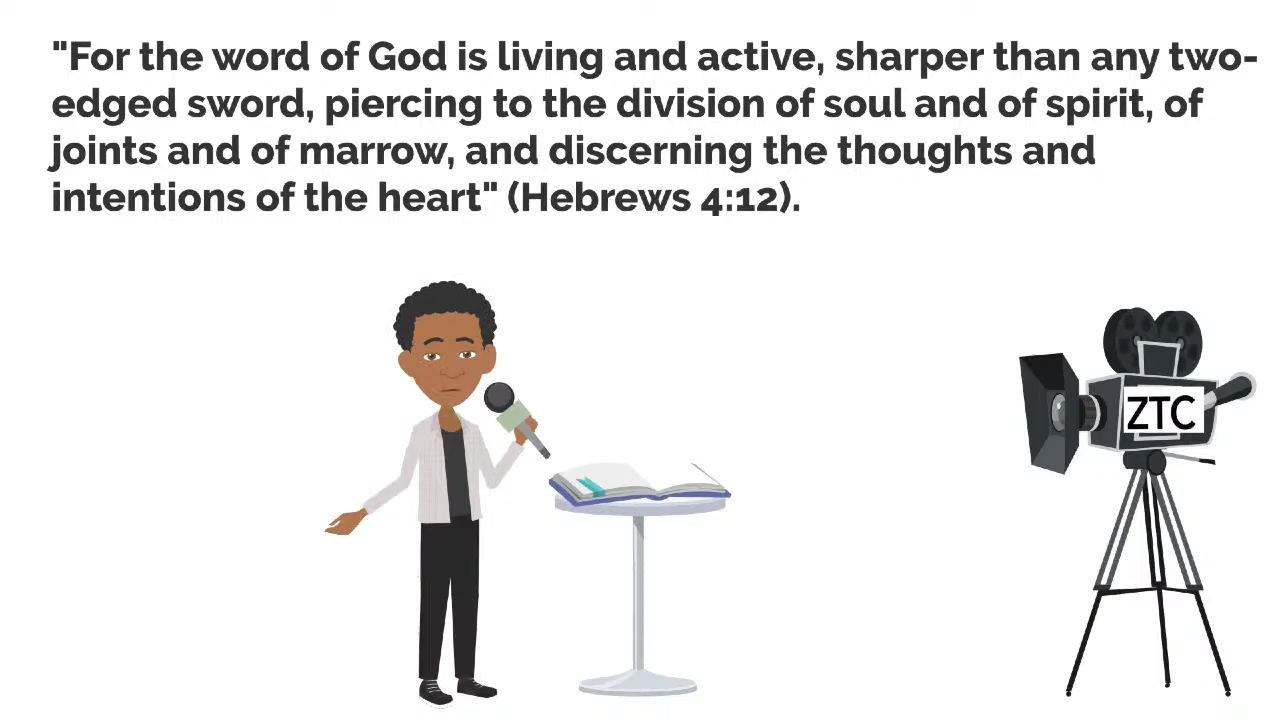 "For the word of God is living and active, sharper than any two-
edged sword, piercing to the division of soul and of spirit, of
joints and of marrow, and discerning the thoughts and
intentions of the heart" (Hebrews 4:12).
ZTC